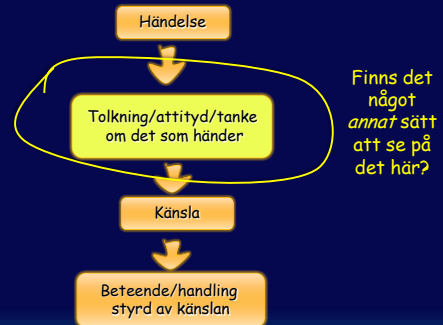 Händelse
Tolkning/attityd/tanke
om det som händer
Finns det
något
annat sätt
att se på
det här?
Känsla
Beteende/handling
styrd av känslan